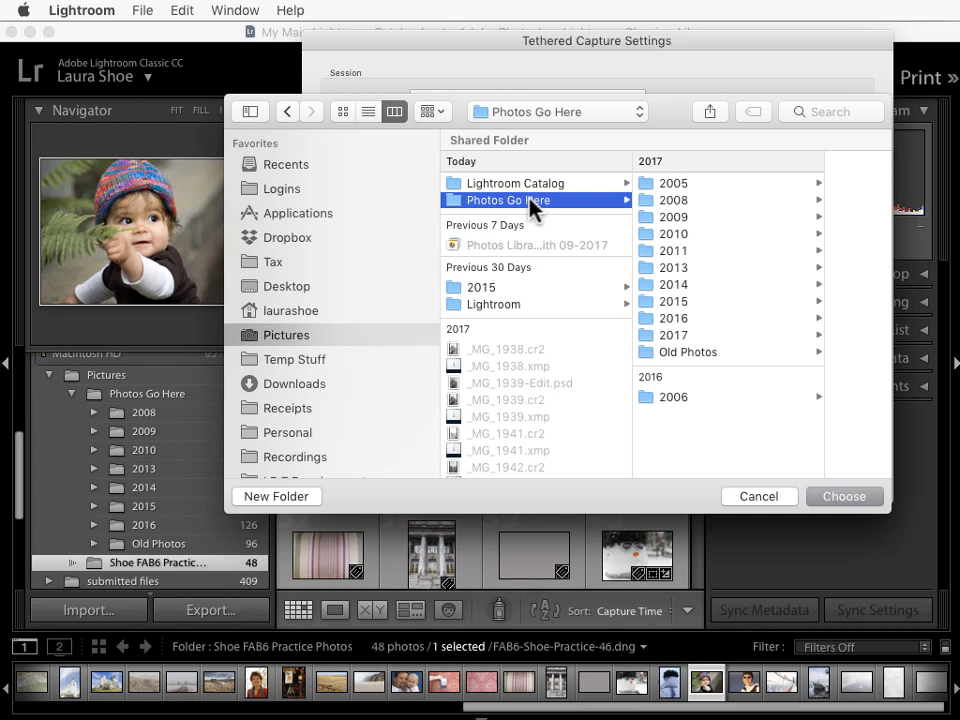 Lightroom File Edit Window Help
My Mai
Tethered Capture Settings
Lr Adobe Lightroom Classic CC
Laura Shoe
Session
Print
Navigator FIT FILL
Photos Go Here
Search
Favorites
Recents
Logins
Applications
Dropbox
Tax
Desktop
laurashoe
Pictures
Temp Stuff
Downloads
Receipts
Personal
Recordings
Shared Folder
Today
Lightroom Catalog
Photos Go Here
Previous 7 Days
Photos Libra...ith 09-2017
Previous 30 Days
2015
Lightroom
2017
_MG_1938.cr2
_MG_1938.xmp
_MG_1939-Edit.psd
_MG_1939.cr2
_MG_1939.xmp
_MG_1941.cr2
_MG_1941.xmp
_MG_1942.cr2
2017
2005
2008
2009
2010
2011
2013
2014
2015
2016
2017
Old Photos
2016
2006
New Folder Cancel Choose
Macintosh HD
Pictures
Photos Go Here
2008
2009
2010
2013
2014
2015
2016 126
Old Photos 96
Shoe FAB6 Practic... 48
submitted files 409
Import... Export...
Sort: Capture Time
Sync Metadata Sync Settings
1 2 Folder : Shoe FAB6 Practice Photos 48 photos / 1 selected / FAB6-Shoe-Practice-46.dng Filter : Filters Off